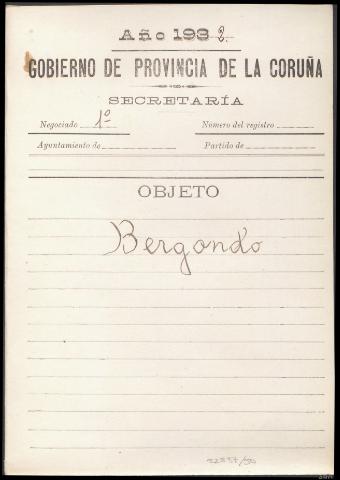 Año 1932.
GOBIERNO DE PROVINCIA DE LA CORUÑA
SECRETARÍA
Negociado 1º Número del registro
Ayuntamiento de Partido de
OBJETO
Bergondo